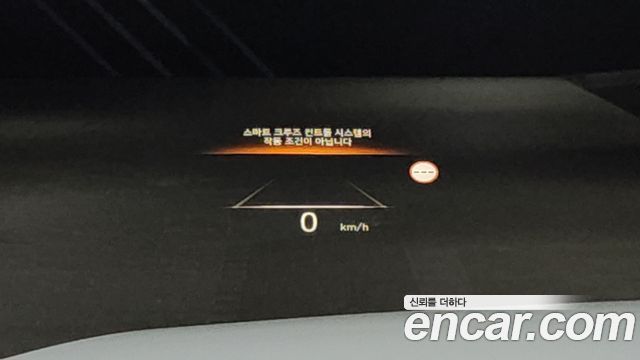 스마트 크루즈 컨트롤 시스템의
작동 조건이 아닙니다
---
0 km/h
신뢰를 더하다
encar.com